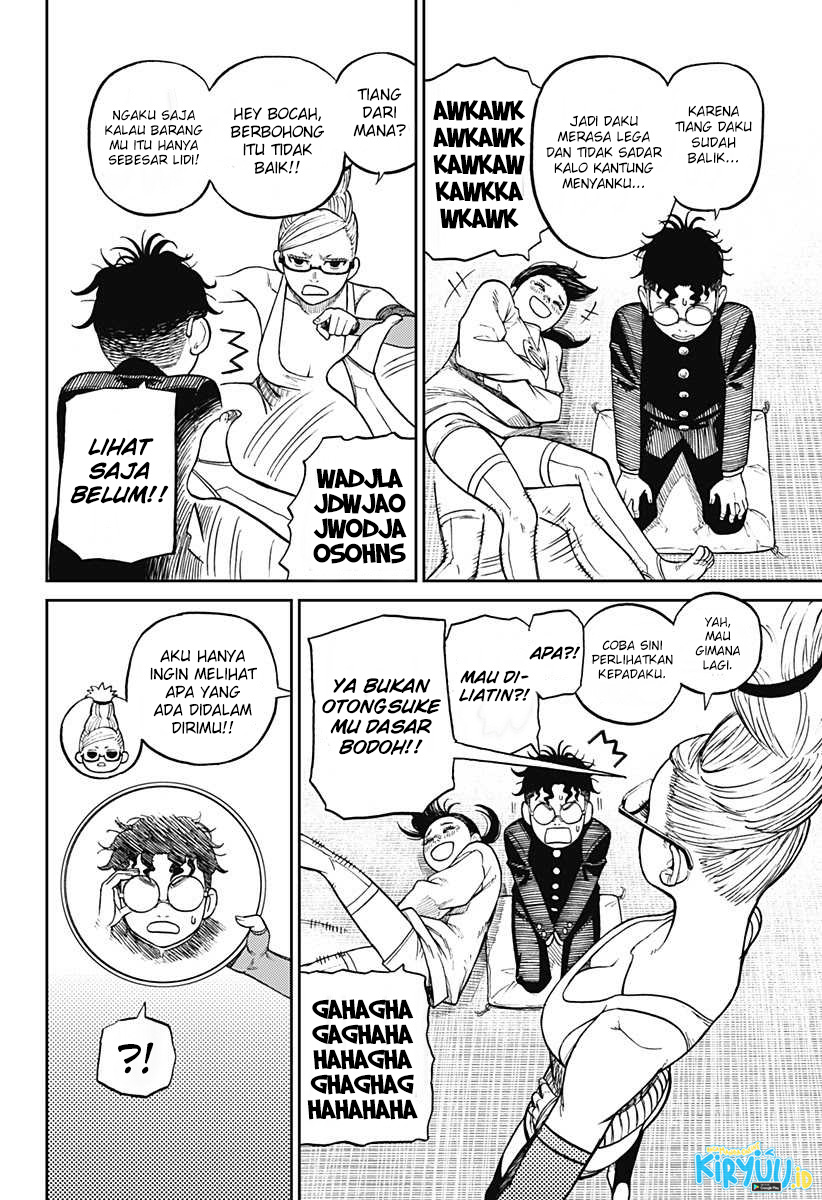 KARENA
TIANG DAKU
SUDAH
BALIK...
JADI DAKU
MERASA LEGA
DAN TIDAK SADAR
KALO KANTUNG
MENYANKU...
AWKAWK
AWKAWK
KAWKAW
KAWKKA
WKAWK
TIANG
DARI
MANA?
HEY BOCAH,
BERBOHONG
ITU TIDAK
BAIK!!
NGAKU SAJA
KALAU BARANG
MU ITU HANYA
SEBESAR LIDI!
LIHAT
SAJA
BELUM!!
WADJLA
JDWJAO
JWODJA
OSOHNS
YAH,
MAU
GIMANA
LAGI.
COBA SINI
PERLIHATKAN
KEPADAKU.
APA?!
MAU DI-
LIATIN?!
YA BUKAN
OTONGSUKE
MU DASAR
BODOH!!
GAHAGHA
GAGHAHA
HAHAGHA
GHAGHAG
HAHAHAHA
AKU HANYA
INGIN MELIHAT
APA YANG
ADA DIDALAM
DIRIMU!!
?!
KIRYUU.ID